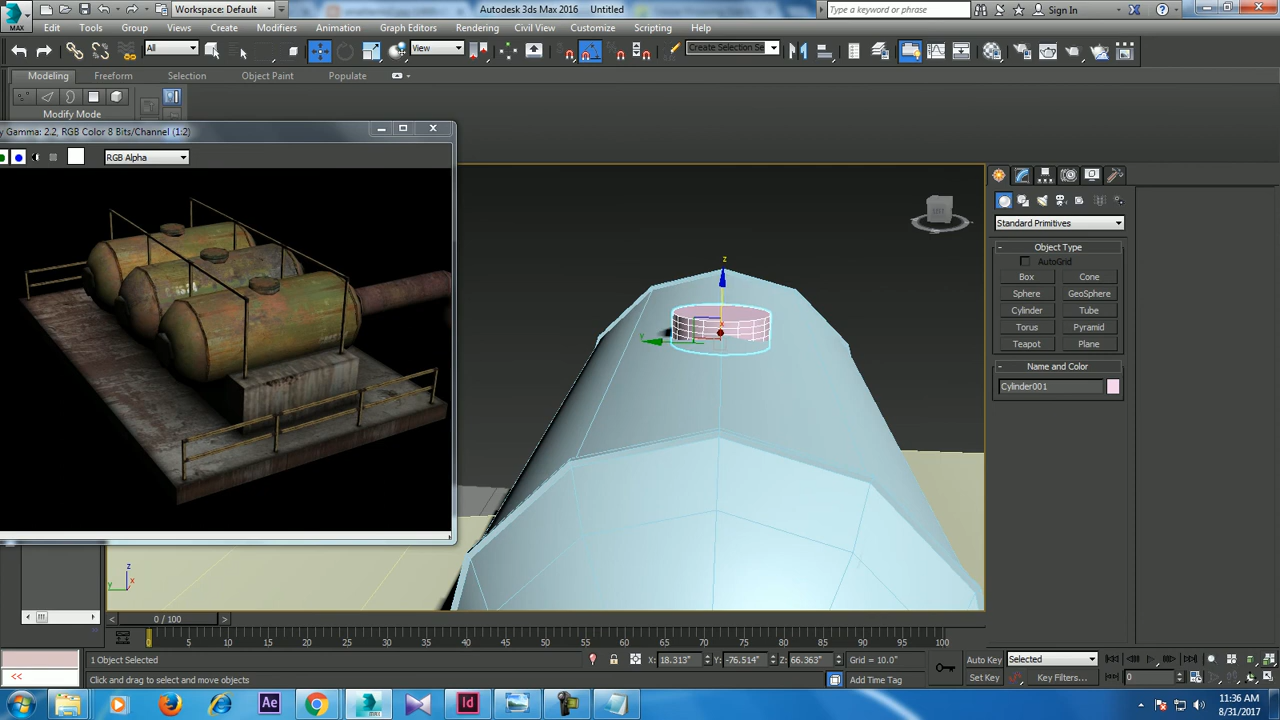 MAX
Workspace: Default
Autodesk 3ds Max 2016 Untitled
Type a keyword or phrase
Sign In
Edit Tools Group Views Create Modifiers Animation Graph Editors Rendering Civil View Customize Scripting Help
All
View
Create Selection Se
Modeling Freeform Selection Object Paint Populate
Modify Mode
y Gamma: 2.2, RGB Color 8 Bits/Channel (1:2)
RGB Alpha
Standard Primitives
- Object Type
AutoGrid
Box Cone
Sphere GeoSphere
Cylinder Tube
Torus Pyramid
Teapot Plane
- Name and Color
Cylinder001
z
x
y
z
y x
< 0 / 100 >
0 5 10 15 20 25 30 35 40 45 50 55 60 65 70 75 80 85 90 95 100
1 Object Selected
X: 18.313" Y: -76.514" Z: 66.363" Grid = 10.0"
Auto Key Selected
<<
Click and drag to select and move objects
Add Time Tag
Set Key Key Filters... 0
Ae
MAX
Id
11:36 AM
8/31/2017